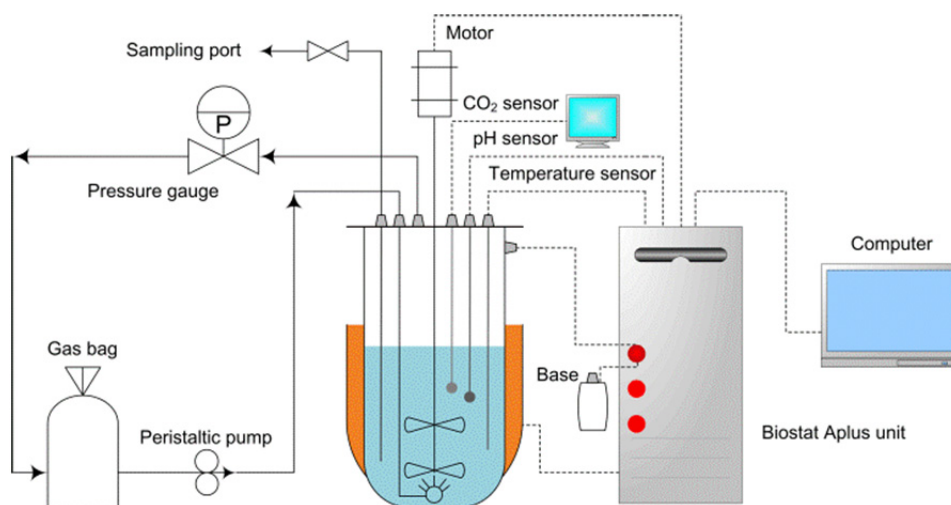 Sampling port
Motor
CO₂ sensor
P
pH sensor
Pressure gauge
Temperature sensor
Computer
Gas bag
Base
Peristaltic pump
Biostat Aplus unit